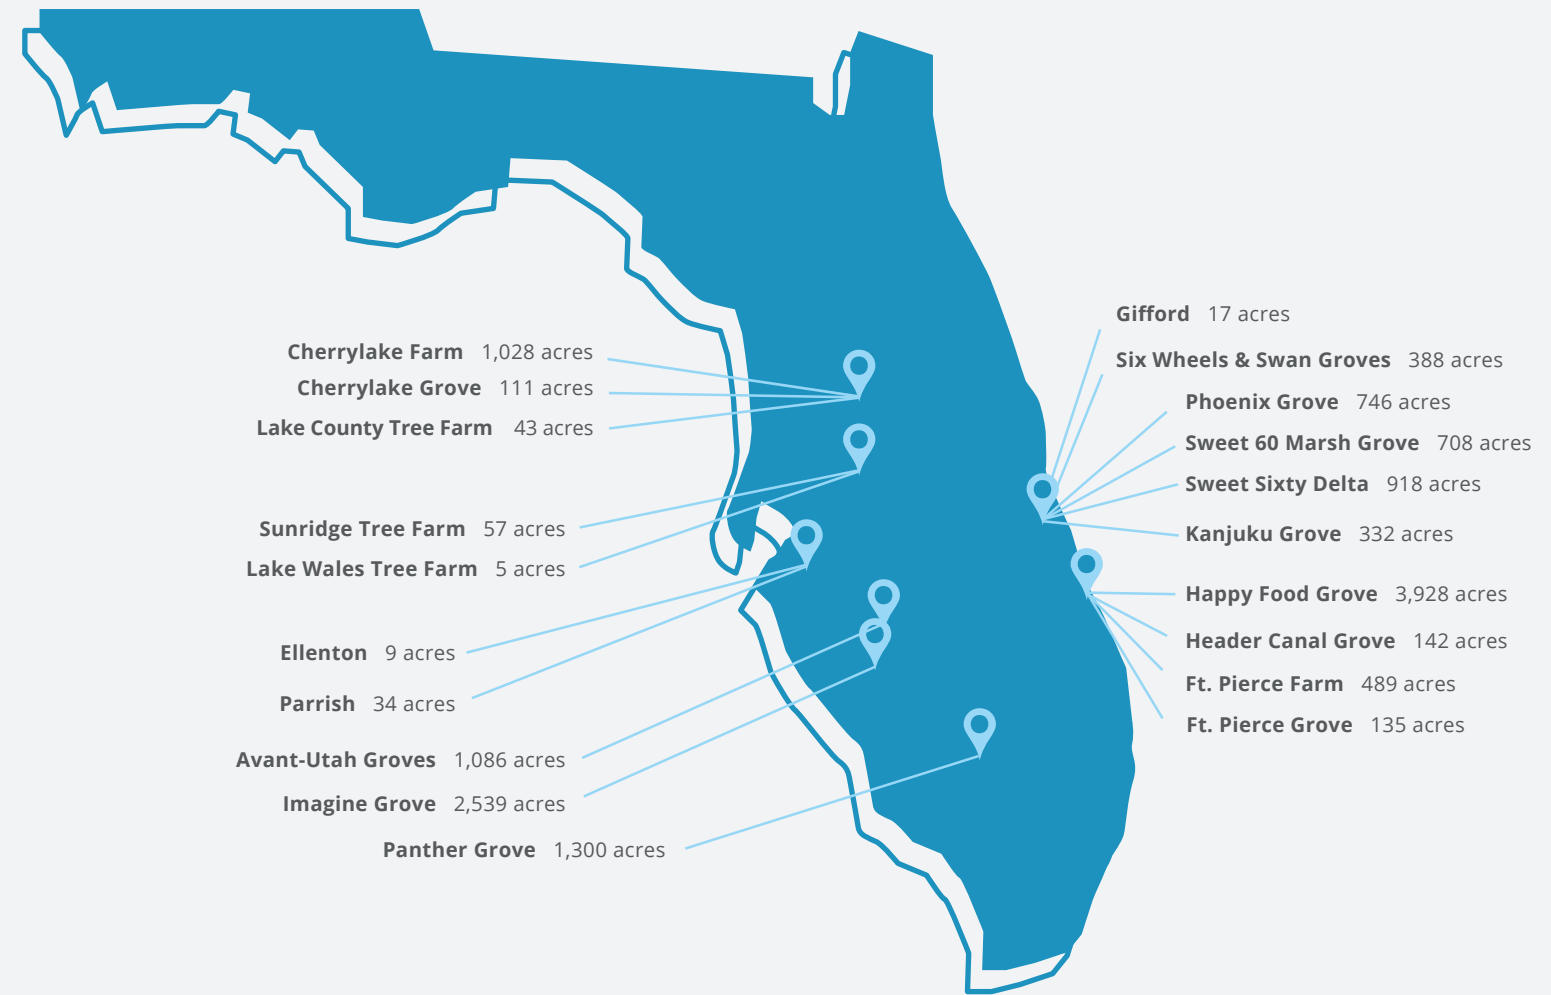 Cherrylake Farm 1,028 acres
Cherrylake Grove 111 acres
Lake County Tree Farm 43 acres
Sunridge Tree Farm 57 acres
Lake Wales Tree Farm 5 acres
Ellenton 9 acres
Parrish 34 acres
Avant-Utah Groves 1,086 acres
Imagine Grove 2,539 acres
Panther Grove 1,300 acres
Gifford 17 acres
Six Wheels & Swan Groves 388 acres
Phoenix Grove 746 acres
Sweet 60 Marsh Grove 708 acres
Sweet Sixty Delta 918 acres
Kanjuku Grove 332 acres
Happy Food Grove 3,928 acres
Header Canal Grove 142 acres
Ft. Pierce Farm 489 acres
Ft. Pierce Grove 135 acres